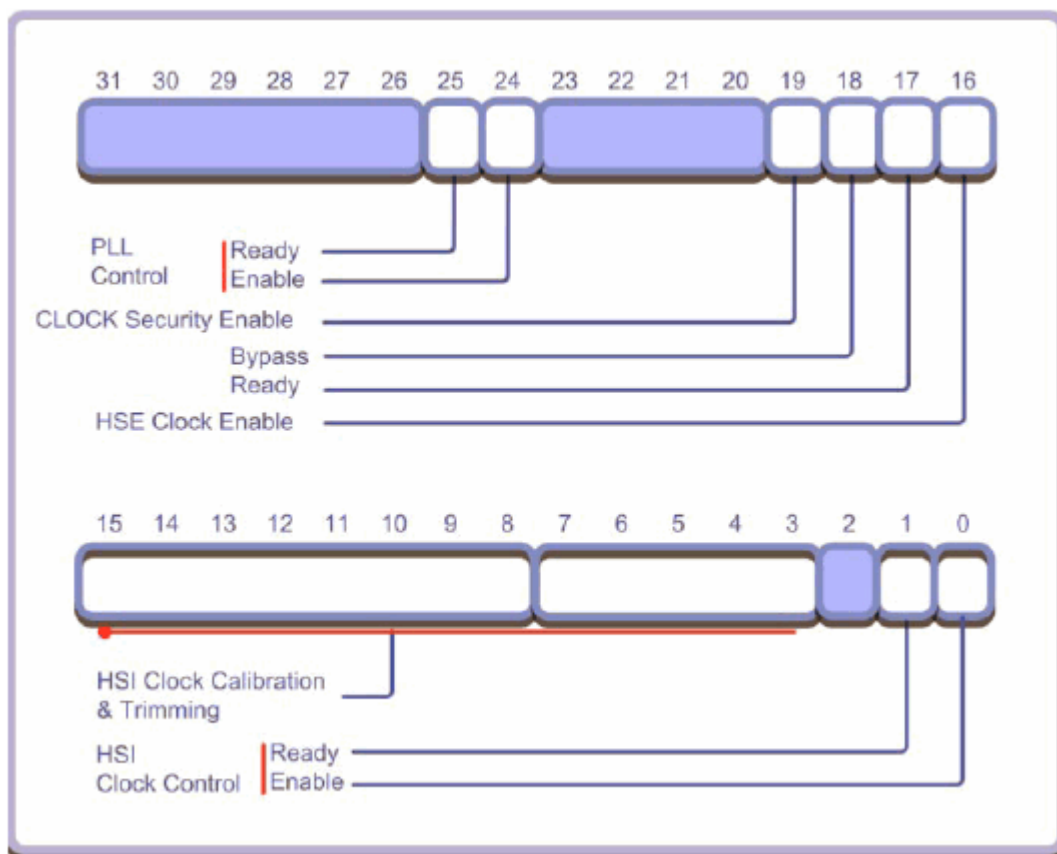 31 30 29 28 27 26 25 24 23 22 21 20 19 18 17 16
PLL
Control
Ready
Enable
CLOCK Security Enable
Bypass
Ready
HSE Clock Enable
15 14 13 12 11 10 9 8 7 6 5 4 3 2 1 0
HSI Clock Calibration
& Trimming
HSI
Clock Control
Ready
Enable